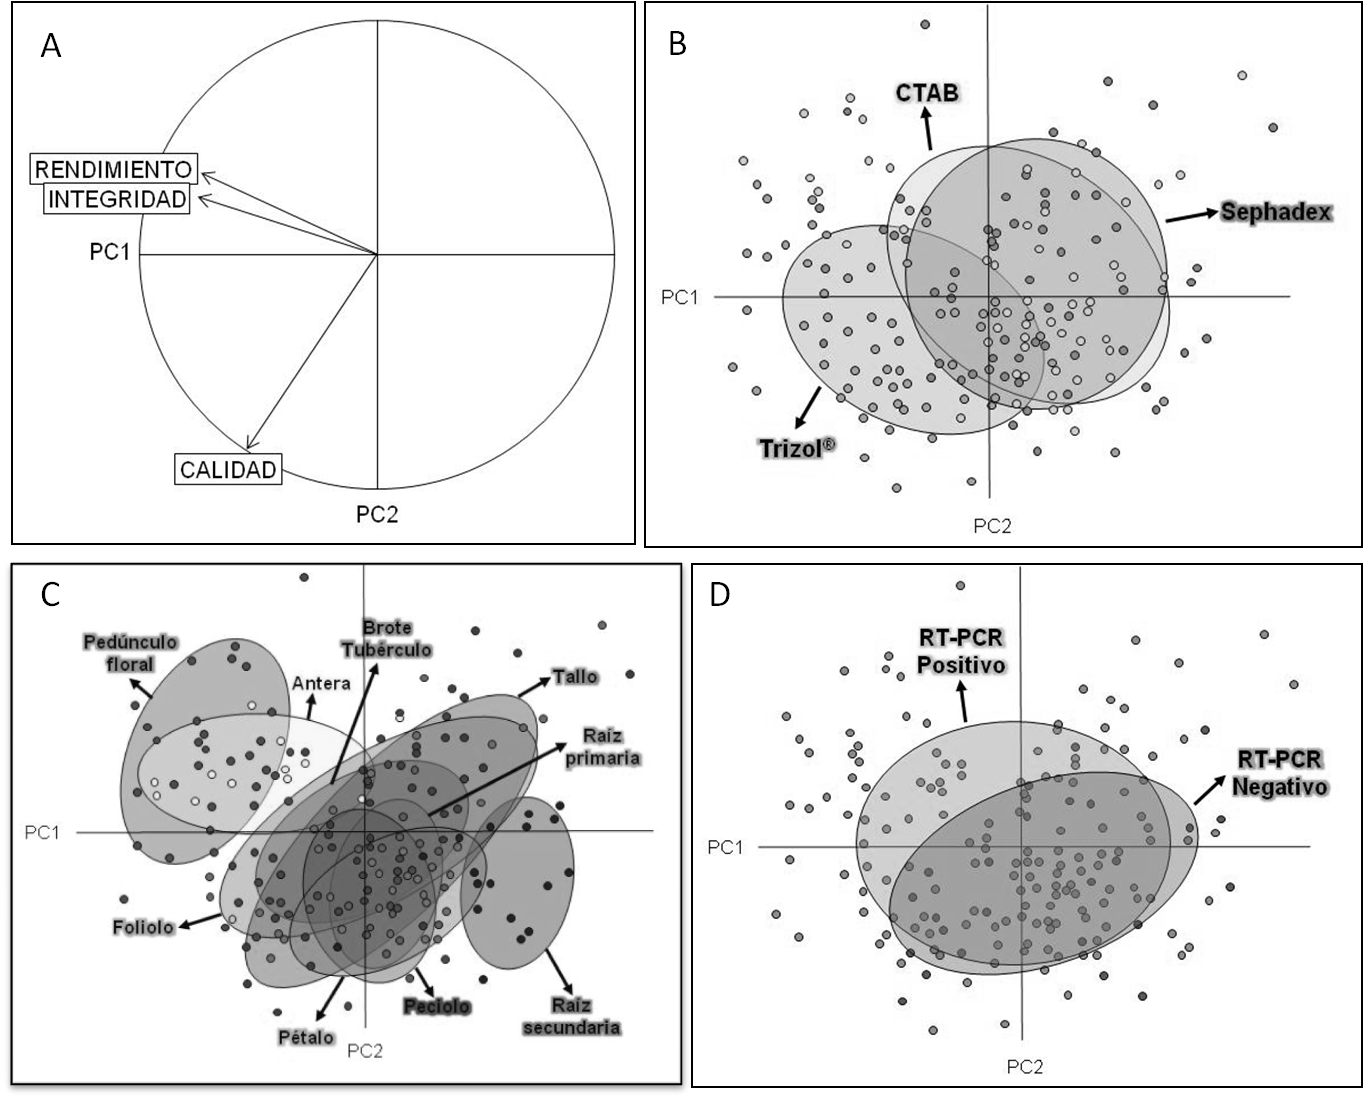 A
RENDIMIENTO
INTEGRIDAD
PC1
CALIDAD
PC2
B
CTAB
Sephadex
PC1
Trizol®
PC2
C
Pedúnculo
floral
Antera
Brote
Tubérculo
Tallo
Raíz
primaria
PC1
Foliolo
Pétalo
Peciolo
Raíz
secundaria
PC2
D
RT-PCR
Positivo
RT-PCR
Negativo
PC1
PC2